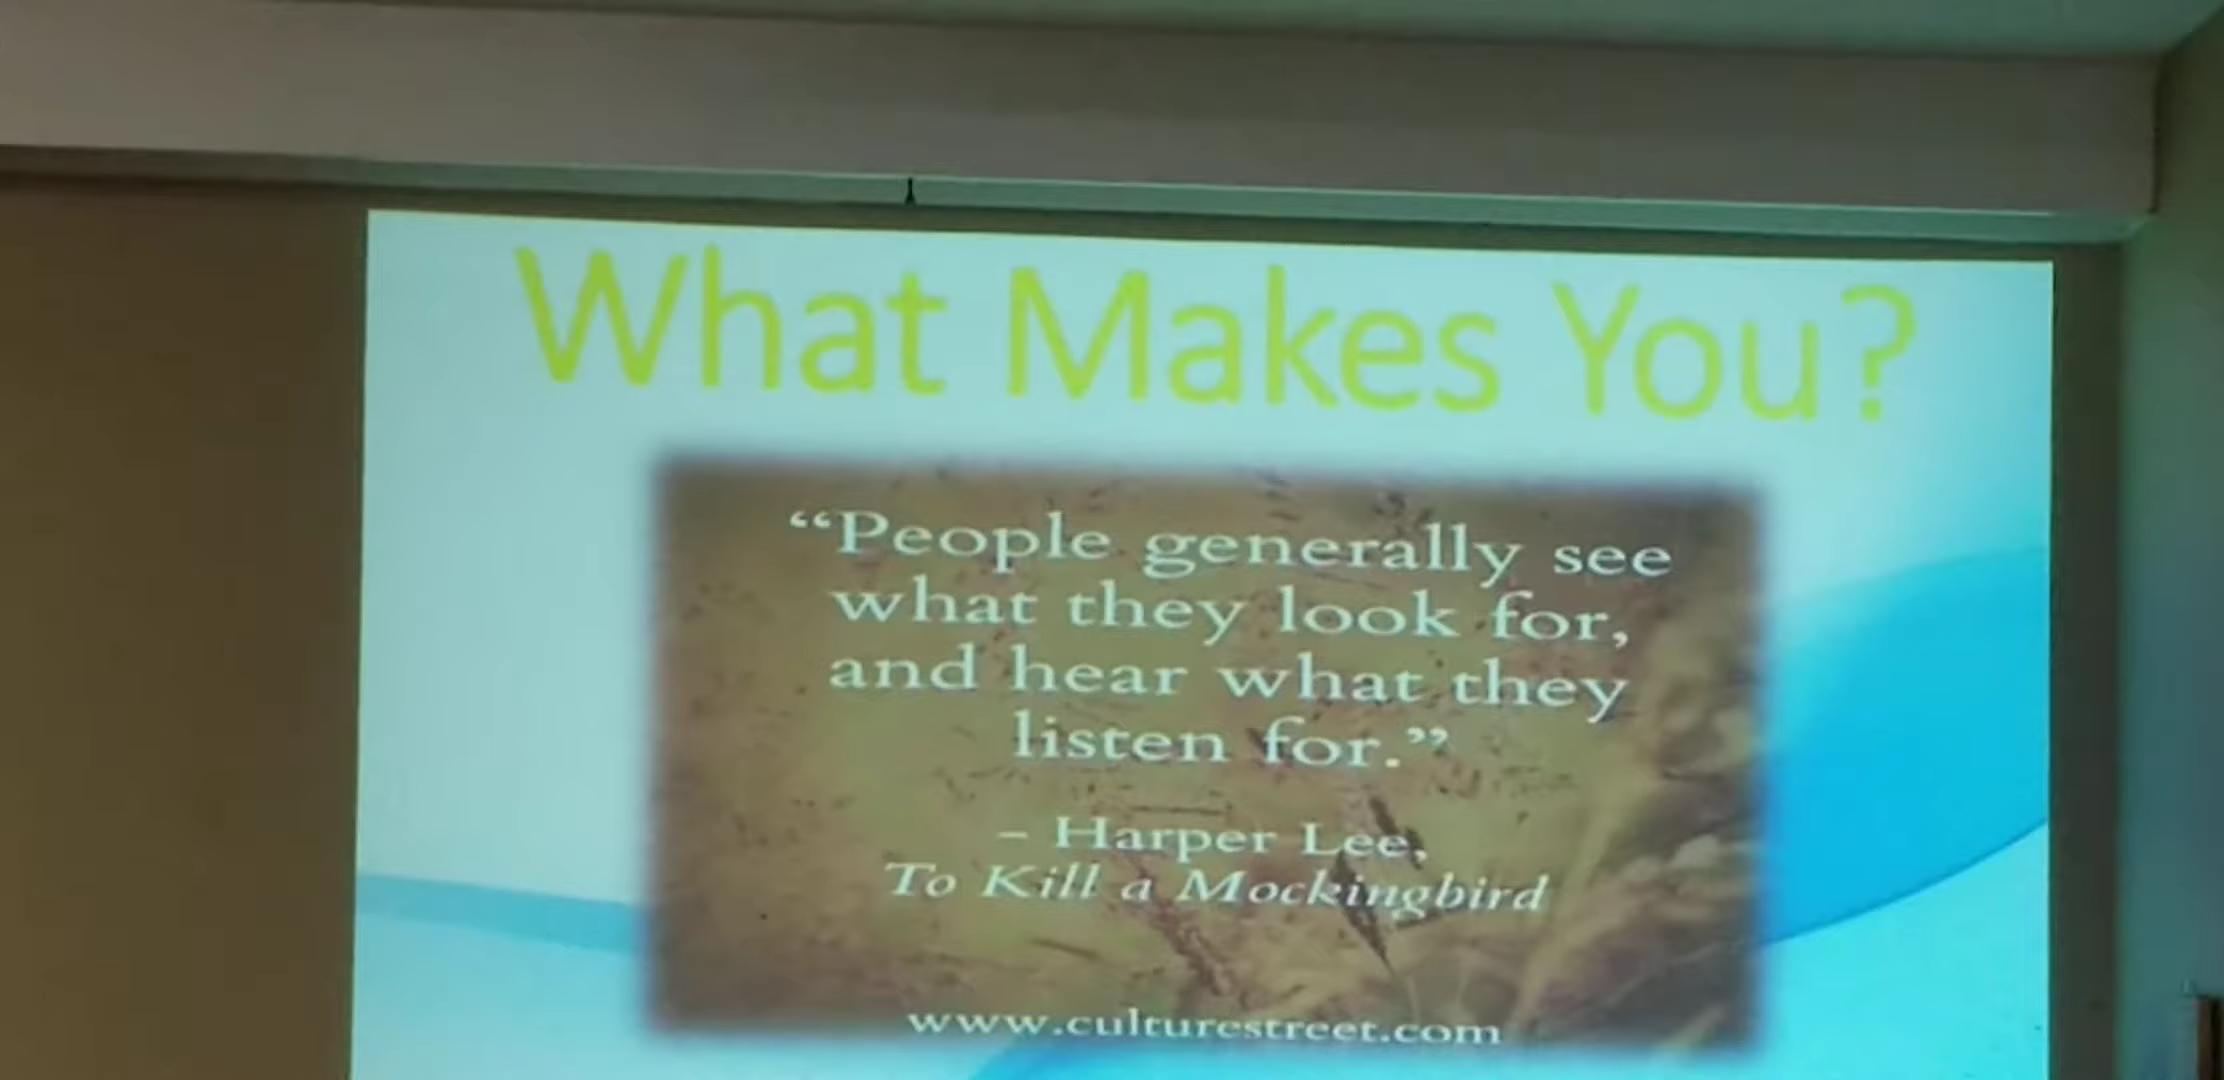 What Makes You?
“People generally see
what they look for,
and hear what they
listen for.”
– Harper Lee,
To Kill a Mockingbird
www.culturestreet.com